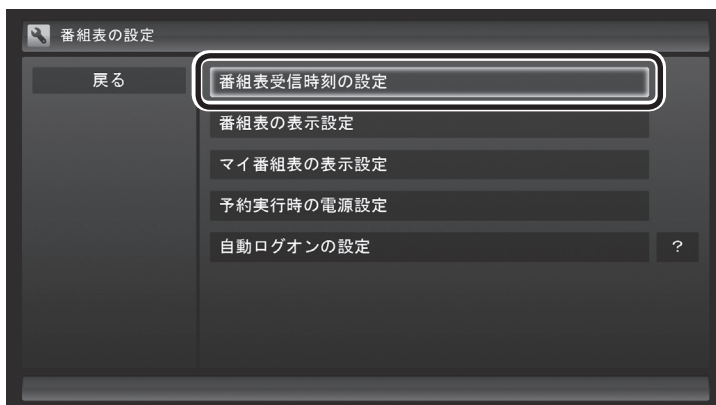 番組表の設定
戻る
番組表受信時刻の設定
番組表の表示設定
マイ番組表の表示設定
予約実行時の電源設定
自動ログオンの設定
?